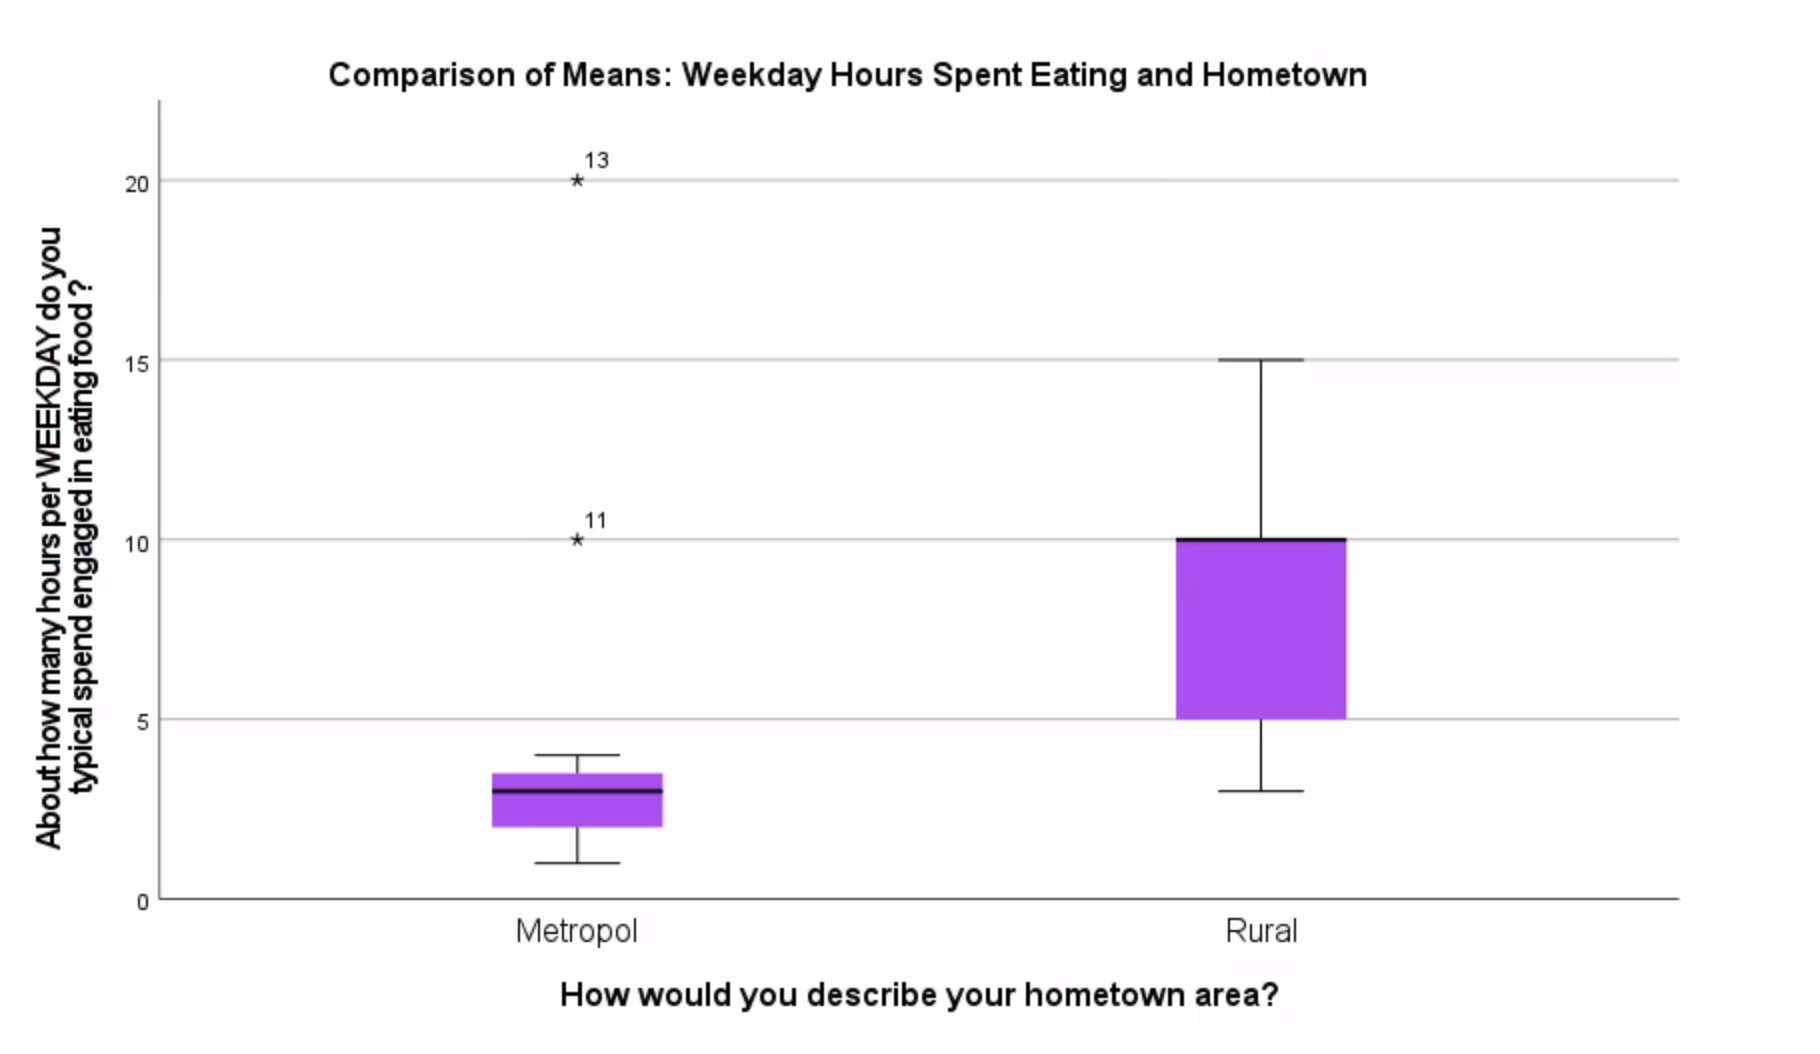 Comparison of Means: Weekday Hours Spent Eating and Hometown
About how many hours per WEEKDAY do you
typical spend engaged in eating food ?
20
15
10
5
0
13
*
11
*
Metropol
Rural
How would you describe your hometown area?